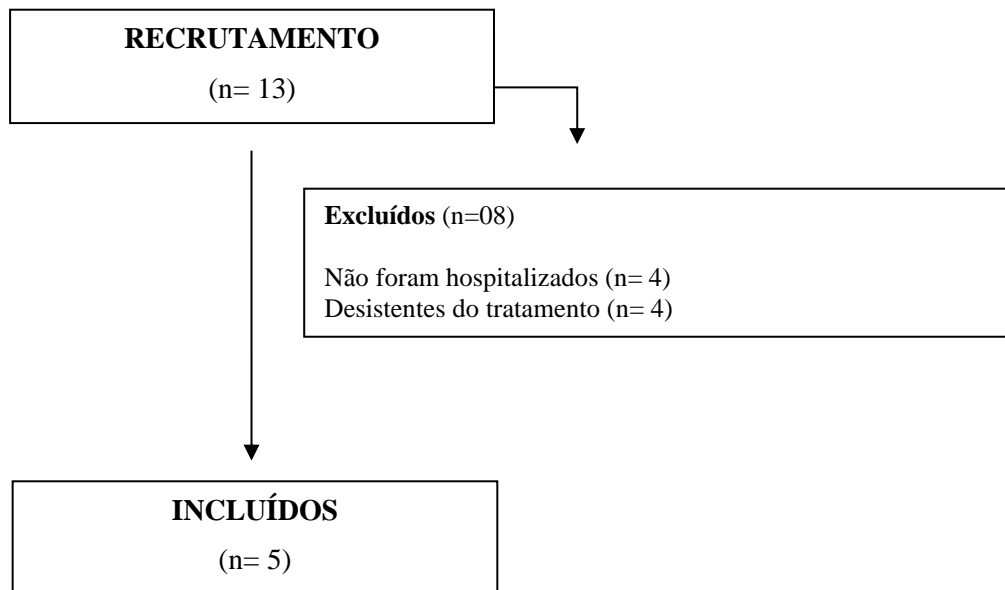 RECRUTAMENTO
(n= 13)
Excluídos (n=08)
Não foram hospitalizados (n= 4)
Desistentes do tratamento (n= 4)
INCLUÍDOS
(n= 5)